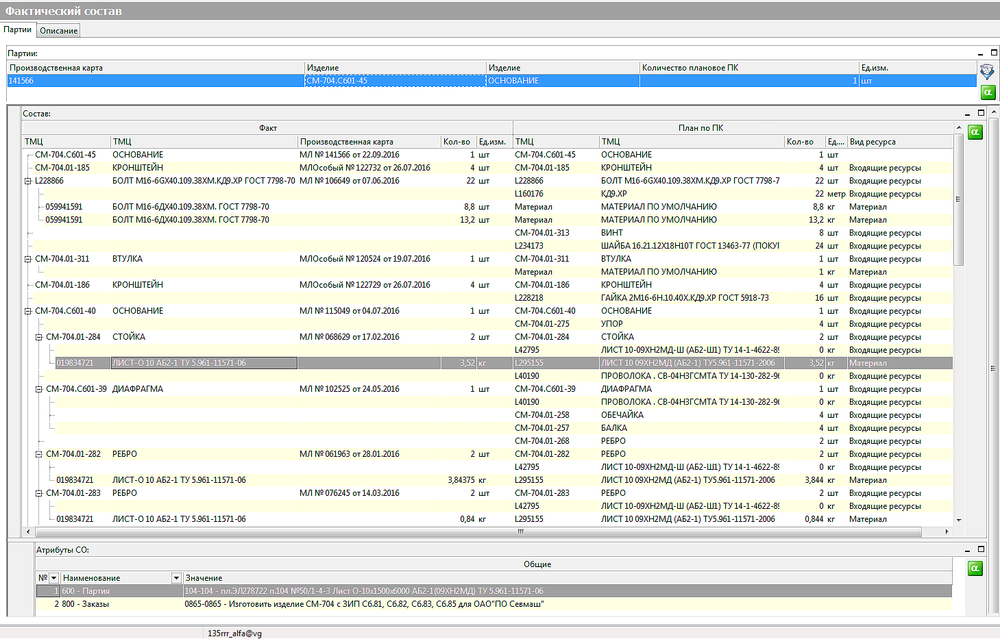 Фактический состав
Партии Описание
Партии:
Производственная карта Изделие Изделие Количество плановое ПК Ед.изм.
141566 СМ-704.С601-45 ОСНОВАНИЕ 1 шт
α
Состав:
Факт План по ПК
α
ТМЦ ТМЦ Производственная карта Кол-во Ед.изм. ТМЦ ТМЦ Кол-во Ед.... Вид ресурса
СМ-704.С601-45 ОСНОВАНИЕ МЛ № 141566 от 22.09.2016 1 шт СМ-704.С601-45 ОСНОВАНИЕ 1 шт
СМ-704.01-185 КРОНШТЕЙН МЛОсобый № 122732 от 26.07.2016 4 шт СМ-704.01-185 КРОНШТЕЙН 4 шт Входящие ресурсы
L228866 БОЛТ М16-6GХ40.109.38ХМ.КД9.ХР ГОСТ 7798-70 МЛ № 106649 от 07.06.2016 22 шт L228866 БОЛТ М16-6GХ40.109.38ХМ.КД9.ХР ГОСТ 7798-7 22 шт Входящие ресурсы
L160176 КД9.ХР 22 метр Входящие ресурсы
059941591 БОЛТ М16-6ДХ40.109.38ХМ. ГОСТ 7798-70 8,8 шт Материал МАТЕРИАЛ ПО УМОЛЧАНИЮ 8,8 кг Материал
059941591 БОЛТ М16-6ДХ40.109.38ХМ. ГОСТ 7798-70 13,2 шт Материал МАТЕРИАЛ ПО УМОЛЧАНИЮ 13,2 кг Материал
СМ-704.01-313 ВИНТ 8 шт Входящие ресурсы
L234173 ШАЙБА 16.21.12Х18Н10Т ГОСТ 13463-77 (ПОКУГ 24 шт Входящие ресурсы
СМ-704.01-311 ВТУЛКА МЛОсобый № 120524 от 19.07.2016 1 шт СМ-704.01-311 ВТУЛКА 1 шт Входящие ресурсы
Материал МАТЕРИАЛ ПО УМОЛЧАНИЮ 1 кг Материал
СМ-704.01-186 КРОНШТЕЙН МЛОсобый № 122729 от 26.07.2016 4 шт СМ-704.01-186 КРОНШТЕЙН 4 шт Входящие ресурсы
L228218 ГАЙКА 2М16-6Н.10.40Х.КД9.ХР ГОСТ 5918-73 16 шт Входящие ресурсы
СМ-704.С601-40 ОСНОВАНИЕ МЛ № 115049 от 04.07.2016 1 шт СМ-704.С601-40 ОСНОВАНИЕ 1 шт Входящие ресурсы
СМ-704.01-275 УПОР 4 шт Входящие ресурсы
СМ-704.01-284 СТОЙКА МЛ № 068629 от 17.02.2016 2 шт СМ-704.01-284 СТОЙКА 2 шт Входящие ресурсы
L42795 ЛИСТ 10-09ХН2МД-Ш (АБ2-Ш1) ТУ 14-1-4622-89 0 кг Входящие ресурсы
019834721 ЛИСТ-О 10 АБ2-1 ТУ 5.961-11571-06 3,52 кг L295155 ЛИСТ 10 09ХН2МД (АБ2-1) ТУ5.961-11571-2006 3,52 кг Материал
L40190 ПРОВОЛОКА . СВ-04Н3ГСМТА ТУ 14-130-282-96 0 кг Входящие ресурсы
СМ-704.С601-39 ДИАФРАГМА МЛ № 102525 от 24.05.2016 1 шт СМ-704.С601-39 ДИАФРАГМА 1 шт Входящие ресурсы
L40190 ПРОВОЛОКА . СВ-04Н3ГСМТА ТУ 14-130-282-96 0 кг Входящие ресурсы
СМ-704.01-258 ОБЕЧАЙКА 4 шт Входящие ресурсы
СМ-704.01-257 БАЛКА 4 шт Входящие ресурсы
СМ-704.01-268 РЕБРО 2 шт Входящие ресурсы
СМ-704.01-282 РЕБРО МЛ № 061963 от 28.01.2016 2 шт СМ-704.01-282 РЕБРО 2 шт Входящие ресурсы
L42795 ЛИСТ 10-09ХН2МД-Ш (АБ2-Ш1) ТУ 14-1-4622-89 0 кг Входящие ресурсы
019834721 ЛИСТ-О 10 АБ2-1 ТУ 5.961-11571-06 3,84375 кг L295155 ЛИСТ 10 09ХН2МД (АБ2-1) ТУ5.961-11571-2006 3,844 кг Материал
СМ-704.01-283 РЕБРО МЛ № 076245 от 14.03.2016 2 шт СМ-704.01-283 РЕБРО 2 шт Входящие ресурсы
L42795 ЛИСТ 10-09ХН2МД-Ш (АБ2-Ш1) ТУ 14-1-4622-89 0 кг Входящие ресурсы
019834721 ЛИСТ-О 10 АБ2-1 ТУ 5.961-11571-06 0,84 кг L295155 ЛИСТ 10 09ХН2МД (АБ2-1) ТУ5.961-11571-2006 0,844 кг Материал
Атрибуты СО:
Общие
α
№ Наименование Значение
1 600 - Партия 104-104 - пл.ЭЛ278722 п.104 №50/1-4-3 Лист О-10х1500х6000 АБ2-1(09ХН2МД) ТУ 5.961-11571-06
2 800 - Заказы 0865-0865 - Изготовить изделие СМ-704 с ЗИП Сб.81, Сб.82, Сб.83, Сб.85 для ОАО"ПО Севмаш"
135rrr_alfa@vg